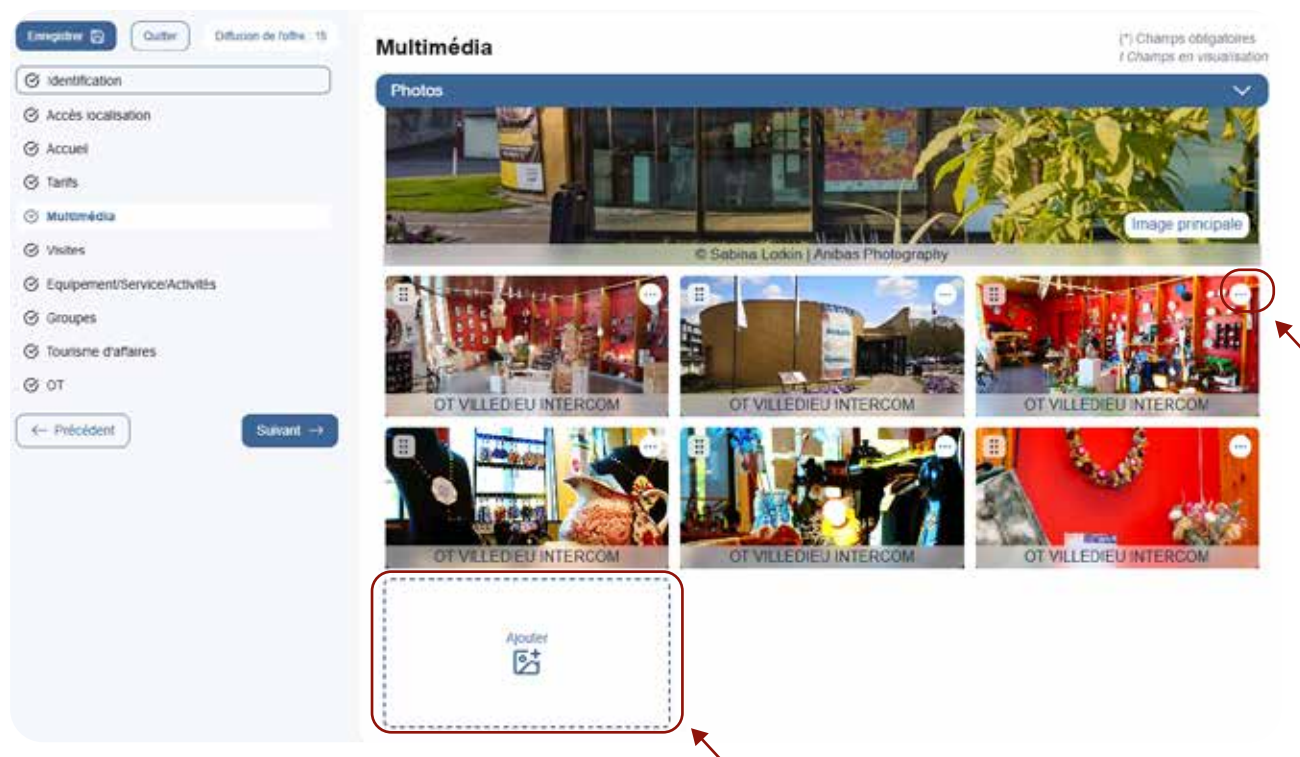 Enregistrer
Quitter
Diffusion de l'offre : 15
Identification
Accès localisation
Accueil
Tarifs
Multimédia
Visites
Equipement/Service/Activités
Groupes
Tourisme d'affaires
OT
← Précédent
Suivant →
Multimédia
(*) Champs obligatoires
I Champs en visualisation
Photos
Image principale
© Sabina Lorkin | Anibas Photography
OT VILLEDIEU INTERCOM
OT VILLEDIEU INTERCOM
OT VILLEDIEU INTERCOM
OT VILLEDIEU INTERCOM
OT VILLEDIEU INTERCOM
OT VILLEDIEU INTERCOM
Ajouter